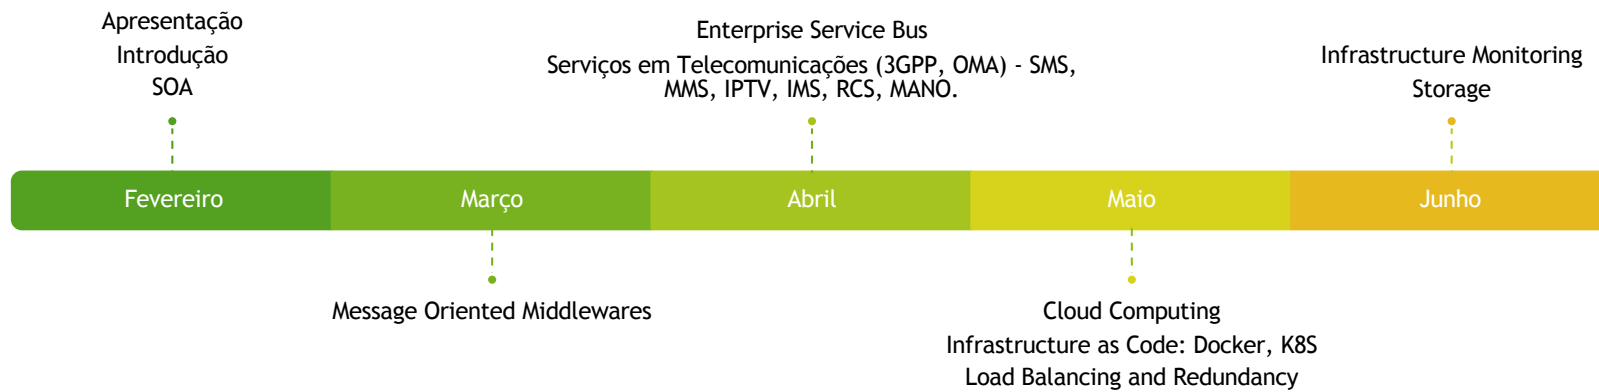 Apresentação
Introdução
SOA
Enterprise Service Bus
Serviços em Telecomunicações (3GPP, OMA) - SMS,
MMS, IPTV, IMS, RCS, MANO.
Infrastructure Monitoring
Storage
Fevereiro
Março
Abril
Maio
Junho
Message Oriented Middlewares
Cloud Computing
Infrastructure as Code: Docker, K8S
Load Balancing and Redundancy